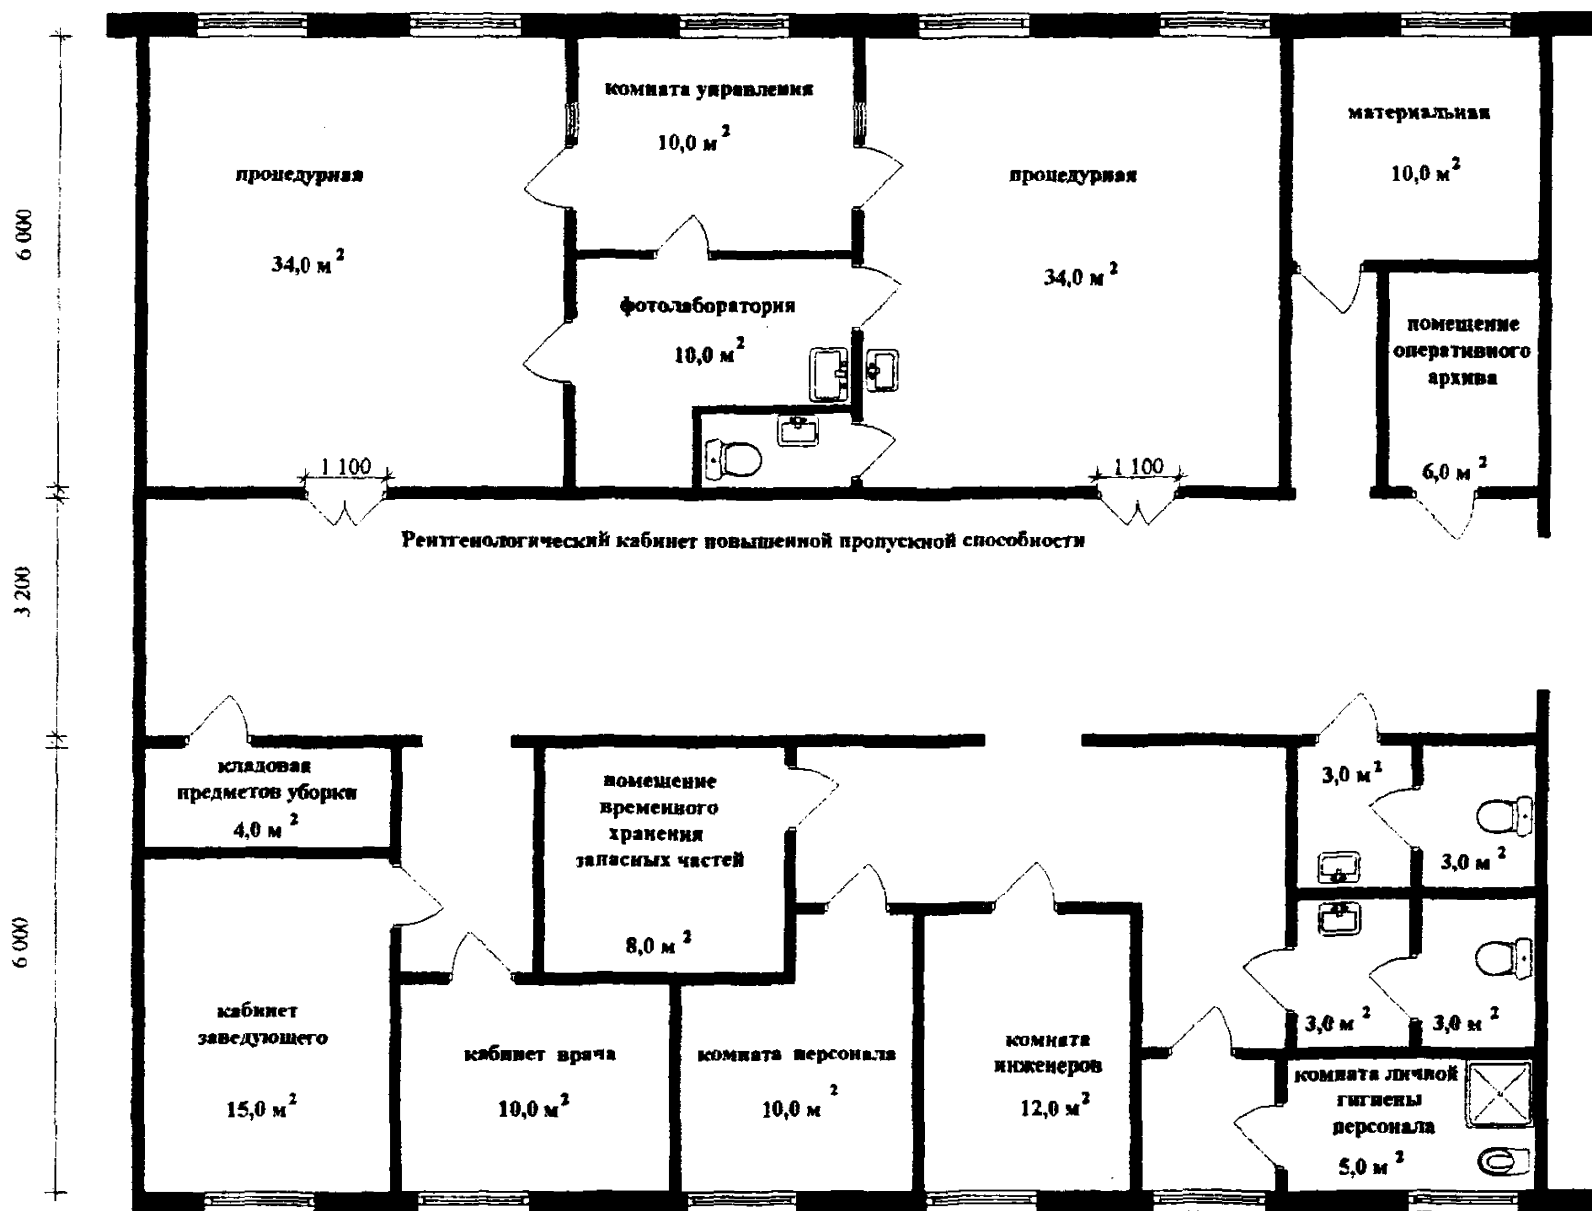 комната управления
10,0 м²
материальная
10,0 м²
процедурная
34,0 м²
процедурная
34,0 м²
6 000
фотолаборатория
10,0 м²
помещение
оперативного
архива
6,0 м²
1 100
1 100
Рентгенологический кабинет повышенной пропускной способности
3 200
кладовая
предметов уборки
4,0 м²
помещение
временного
хранения
запасных частей
8,0 м²
3,0 м²
3,0 м²
6 000
кабинет
заведующего
15,0 м²
кабинет врача
10,0 м²
комната персонала
10,0 м²
комната
инженеров
12,0 м²
3,0 м²
3,0 м²
комната личной
гигиены
персонала
5,0 м²